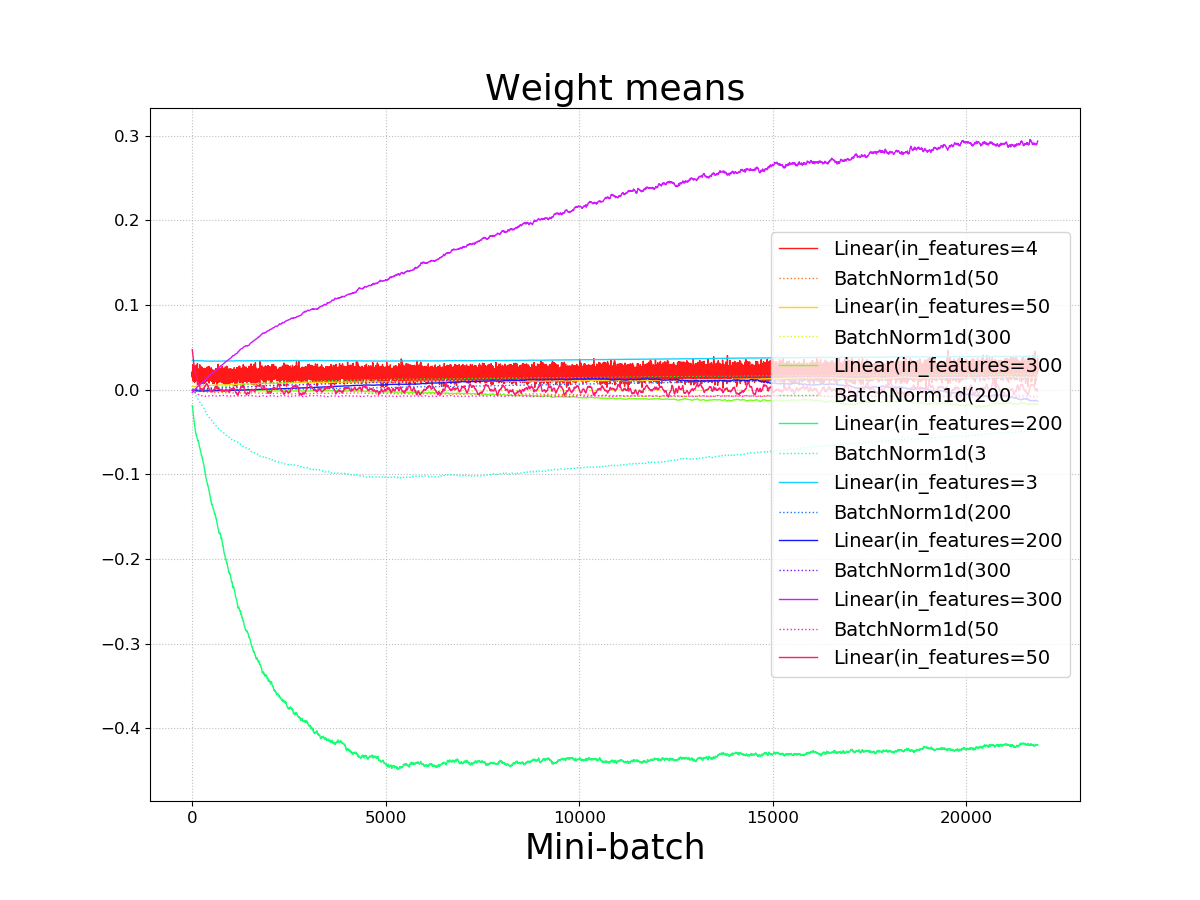 Weight means
0.3
0.2
0.1
0.0
−0.1
−0.2
−0.3
−0.4
Linear(in_features=4
BatchNorm1d(50
Linear(in_features=50
BatchNorm1d(300
Linear(in_features=300
BatchNorm1d(200
Linear(in_features=200
BatchNorm1d(3
Linear(in_features=3
BatchNorm1d(200
Linear(in_features=200
BatchNorm1d(300
Linear(in_features=300
BatchNorm1d(50
Linear(in_features=50
0 5000 10000 15000 20000
Mini-batch